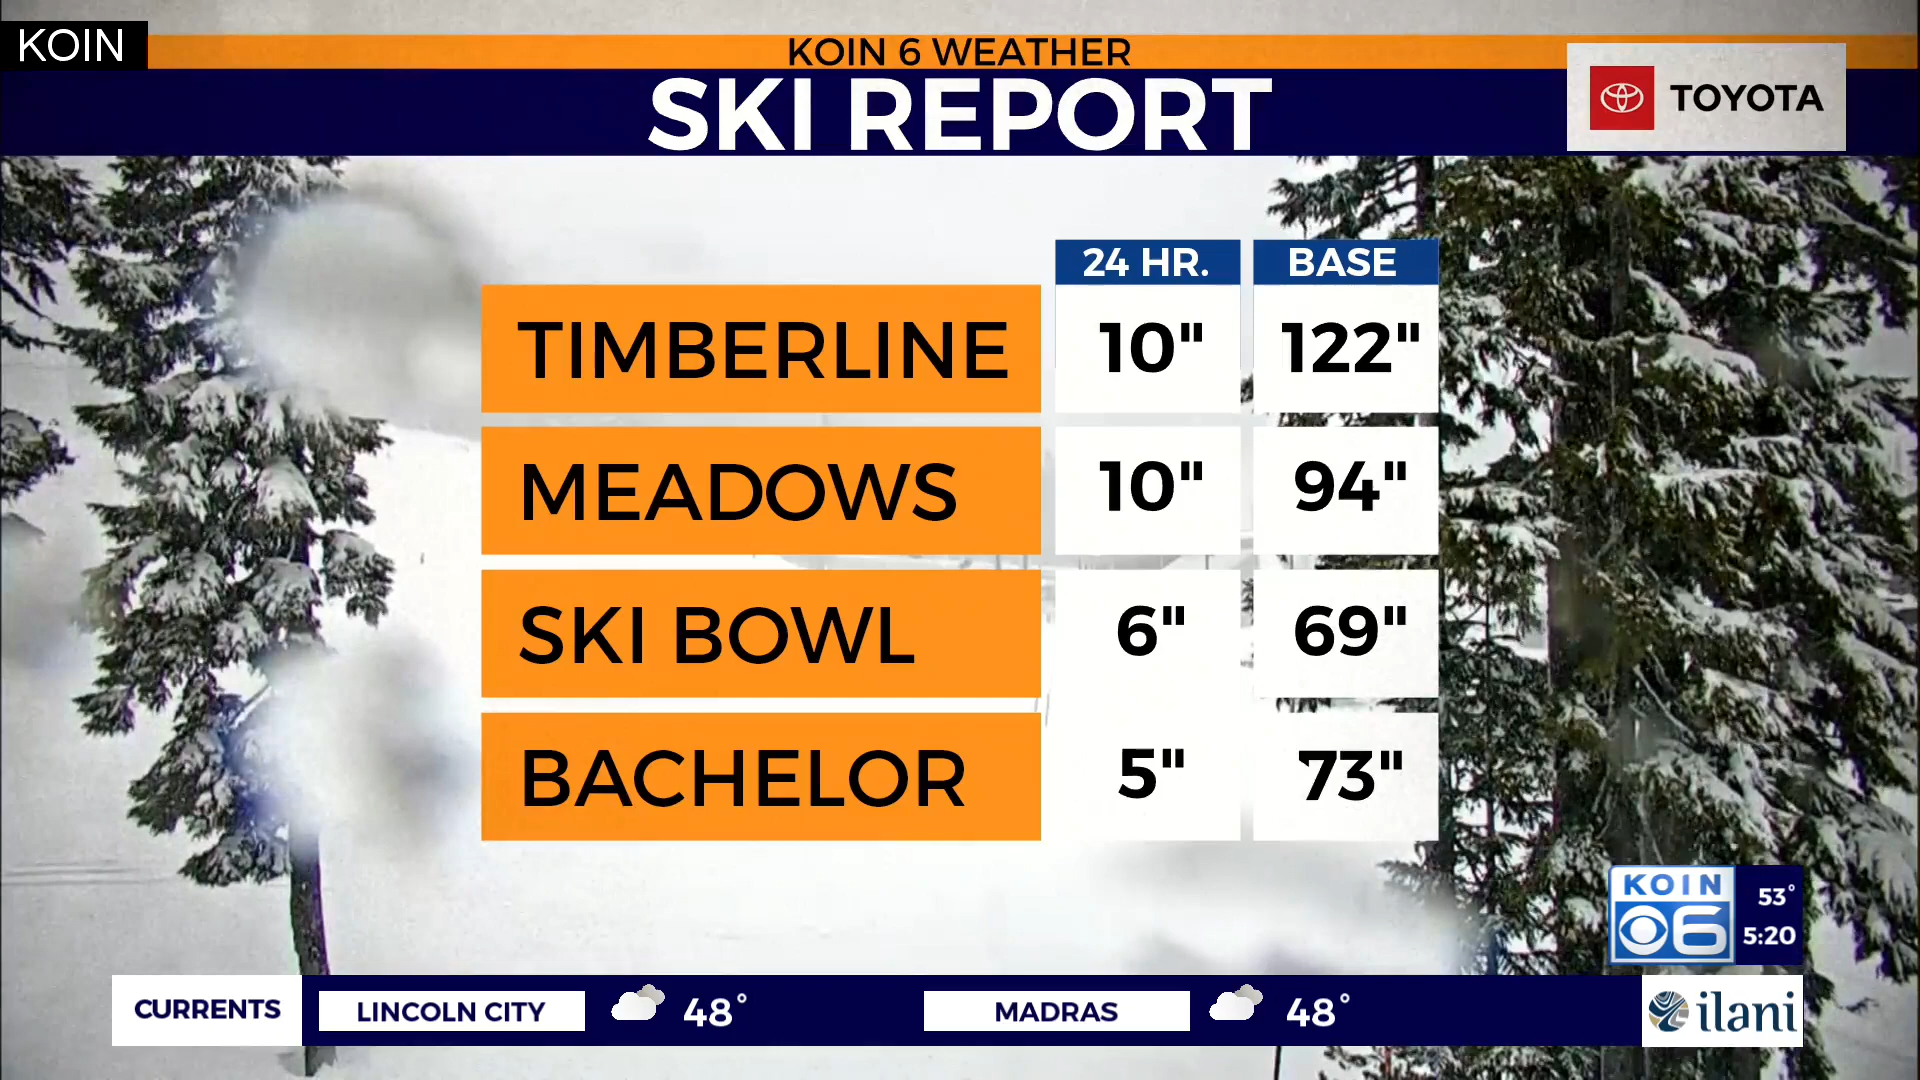 KOIN
KOIN 6 WEATHER
SKI REPORT
TOYOTA
24 HR. BASE
TIMBERLINE 10" 122"
MEADOWS 10" 94"
SKI BOWL 6" 69"
BACHELOR 5" 73"
KOIN 6 53°
5:20
CURRENTS LINCOLN CITY 48° MADRAS 48° ilani